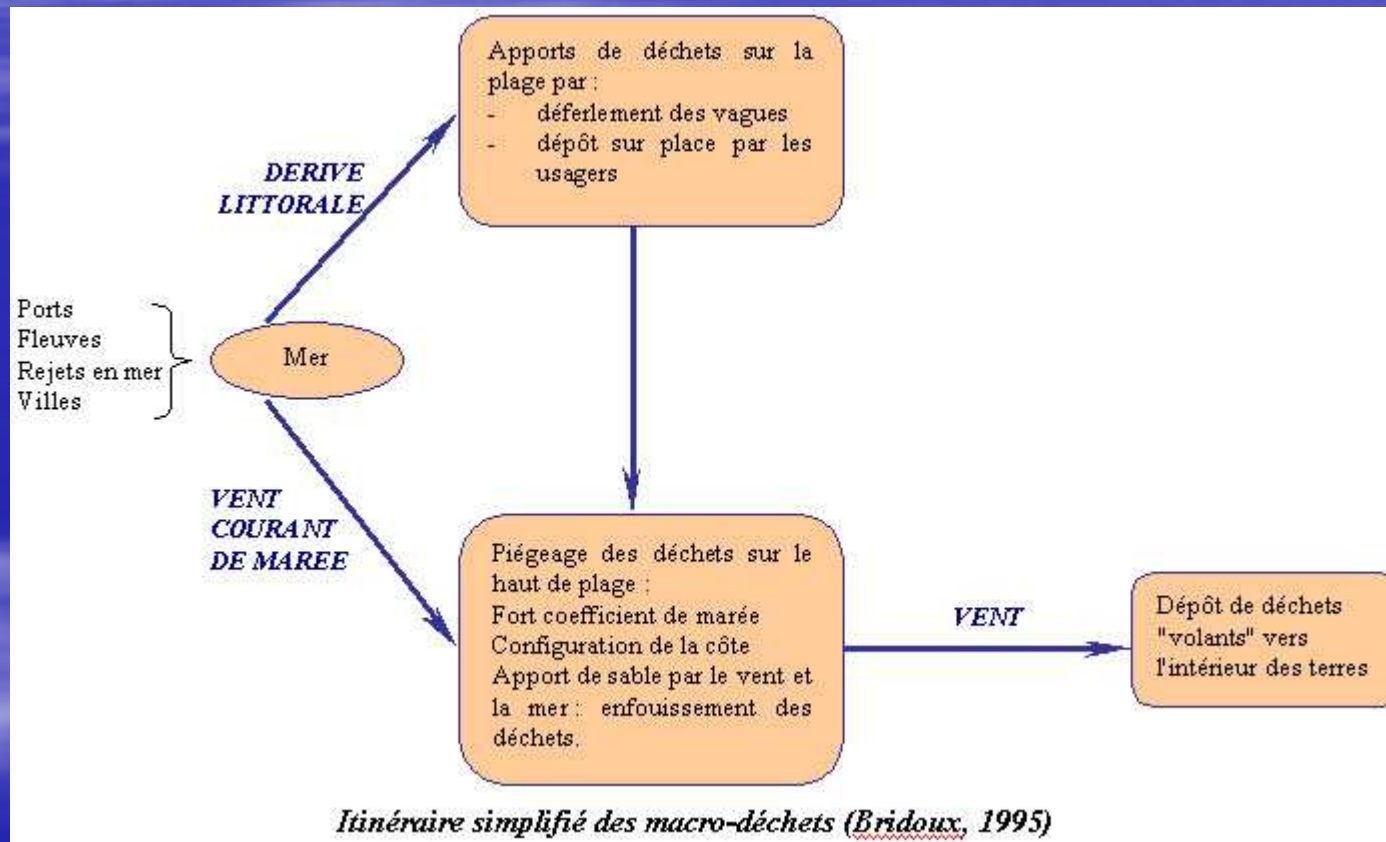 Apports de déchets sur la
plage par :
- déferlement des vagues
- dépôt sur place par les
usagers
DERIVE
LITTORALE
Ports
Fleuves
Rejets en mer
Villes
Mer
VENT
COURANT
DE MAREE
Piégeage des déchets sur le
haut de plage :
Fort coefficient de marée
Configuration de la côte
Apport de sable par le vent et
la mer : enfouissement des
déchets.
VENT
Dépôt de déchets
"volants" vers
l'intérieur des terres
Itinéraire simplifié des macro-déchets (Bridoux, 1995)